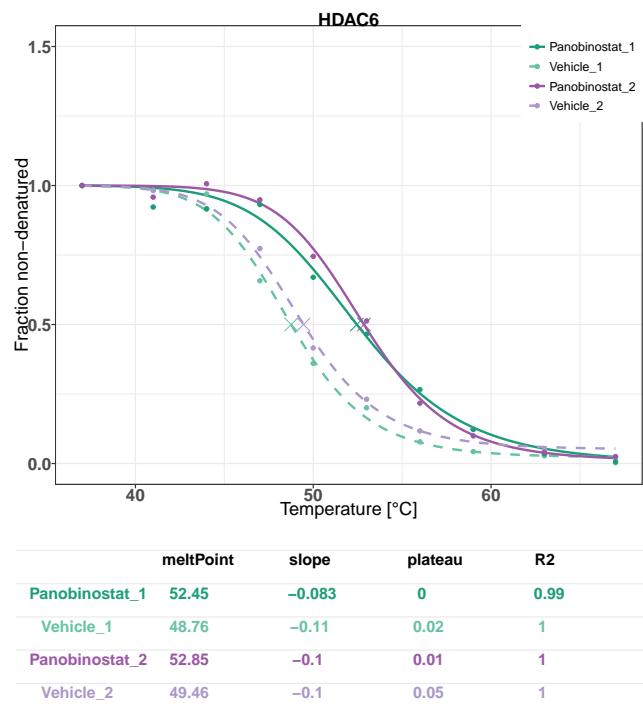 HDAC6
1.5
Panobinostat_1
Vehicle_1
Panobinostat_2
Vehicle_2
Fraction non−denatured
1.0
0.5
0.0
40 50 60
Temperature [°C]
meltPoint slope plateau R2
Panobinostat_1 52.45 −0.083 0 0.99
Vehicle_1 48.76 −0.11 0.02 1
Panobinostat_2 52.85 −0.1 0.01 1
Vehicle_2 49.46 −0.1 0.05 1